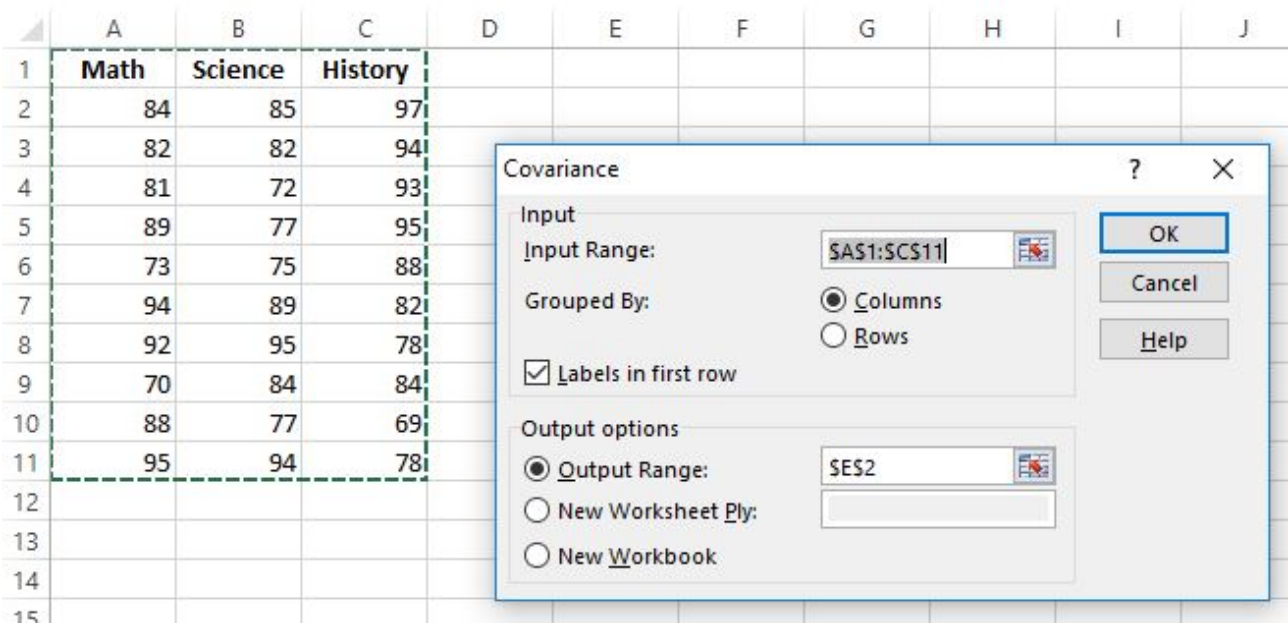 A B C D E F G H I J
1 Math Science History
2 84 85 97
3 82 82 94
4 81 72 93
5 89 77 95
6 73 75 88
7 94 89 82
8 92 95 78
9 70 84 84
10 88 77 69
11 95 94 78
12
13
14
15
Covariance ? X
Input
Input Range: $A$1:$C$11
Grouped By: Columns
Rows
Labels in first row
Output options
Output Range: $E$2
New Worksheet Ply:
New Workbook
OK
Cancel
Help